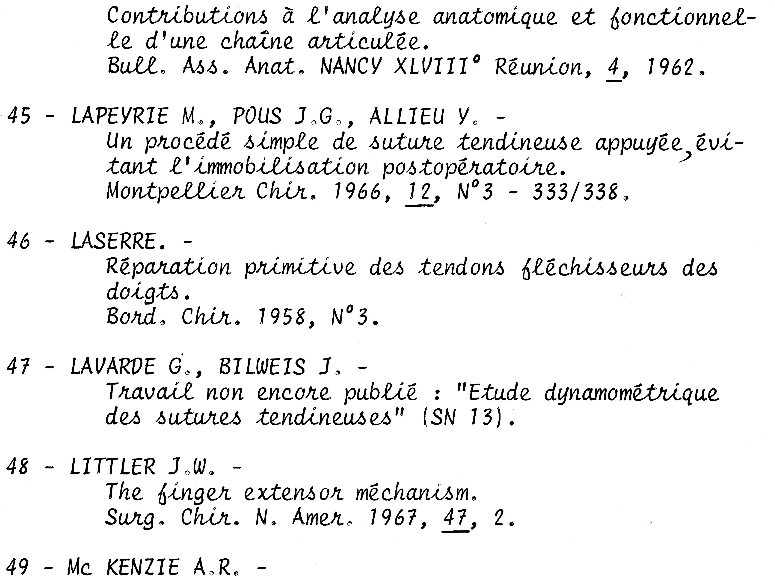 Contributions à l'analyse anatomique et fonctionnel-
le d'une chaîne articulée.
Bull. Ass. Anat. NANCY XLVIII° Réunion, 4, 1962.
45 - LAPEYRIE M., POUS J.G., ALLIEU Y. -
Un procédé simple de suture tendineuse appuyée, évi-
tant l'immobilisation postopératoire.
Montpellier Chir. 1966, 12, N°3 - 333/338.
46 - LASERRE. -
Réparation primitive des tendons fléchisseurs des
doigts.
Bord. Chir. 1958, N°3.
47 - LAVARDE G., BILWEIS J. -
Travail non encore publié : "Etude dynamométrique
des sutures tendineuses" (SN 13).
48 - LITTLER J.W. -
The finger extensor méchanism.
Surg. Chir. N. Amer. 1967, 47, 2.
49 - Mc KENZIE A.R. -